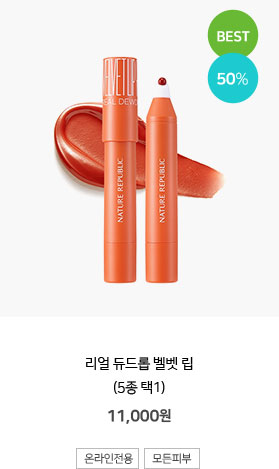 BEST
50%
NATURE REPUBLIC
NATURE REPUBLIC
리얼 듀드롭 벨벳 립
(5종 택1)
11,000원
온라인전용 모든피부